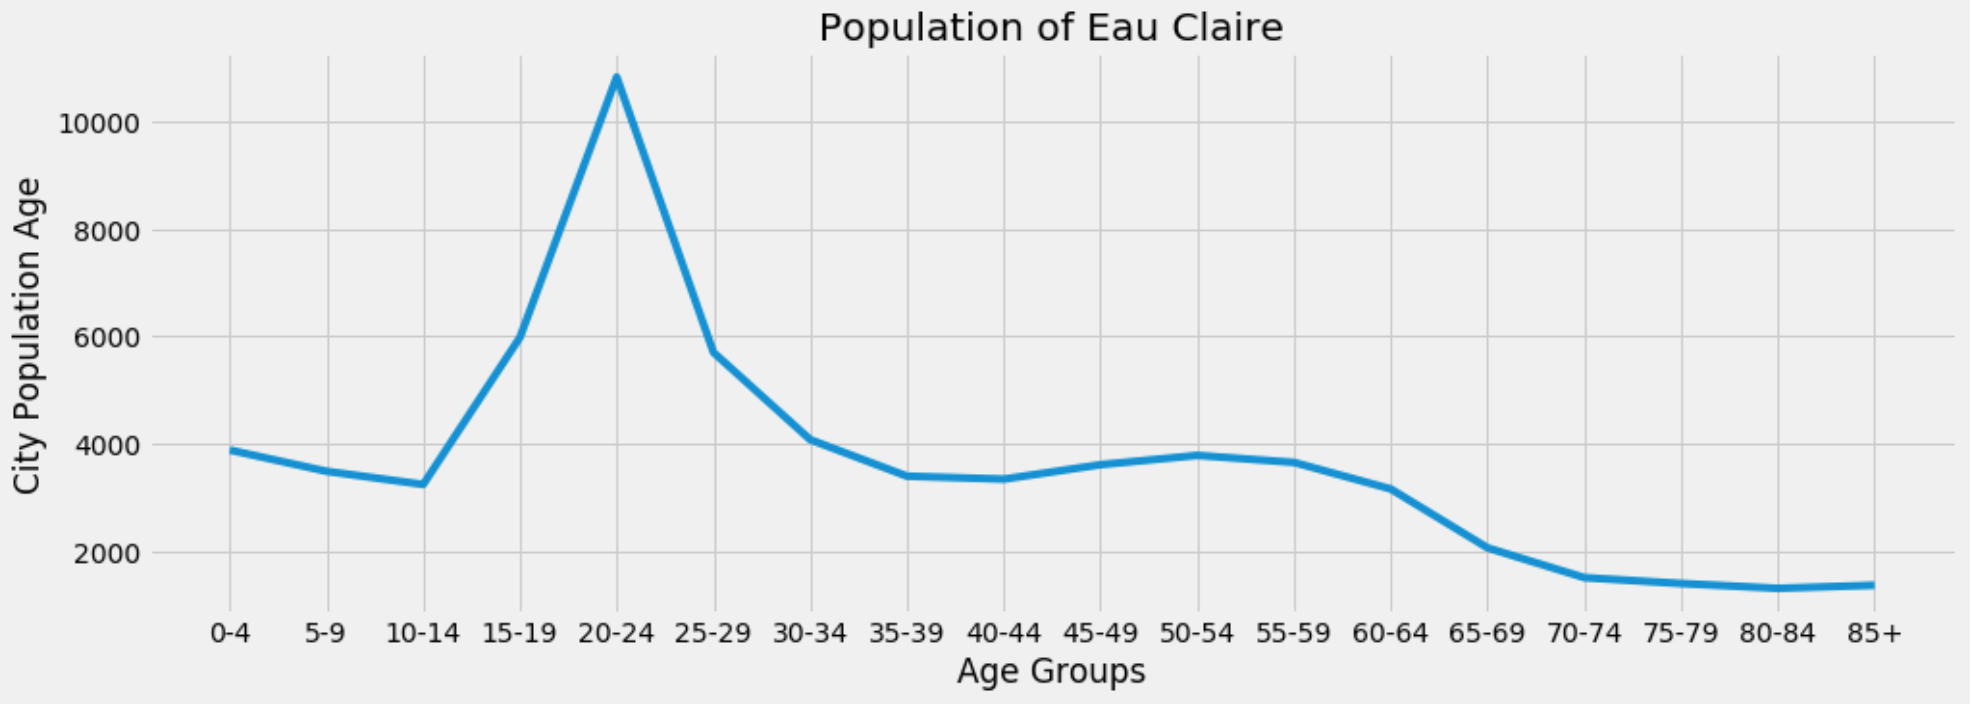 Population of Eau Claire
City Population Age
10000
8000
6000
4000
2000
0-4 5-9 10-14 15-19 20-24 25-29 30-34 35-39 40-44 45-49 50-54 55-59 60-64 65-69 70-74 75-79 80-84 85+
Age Groups